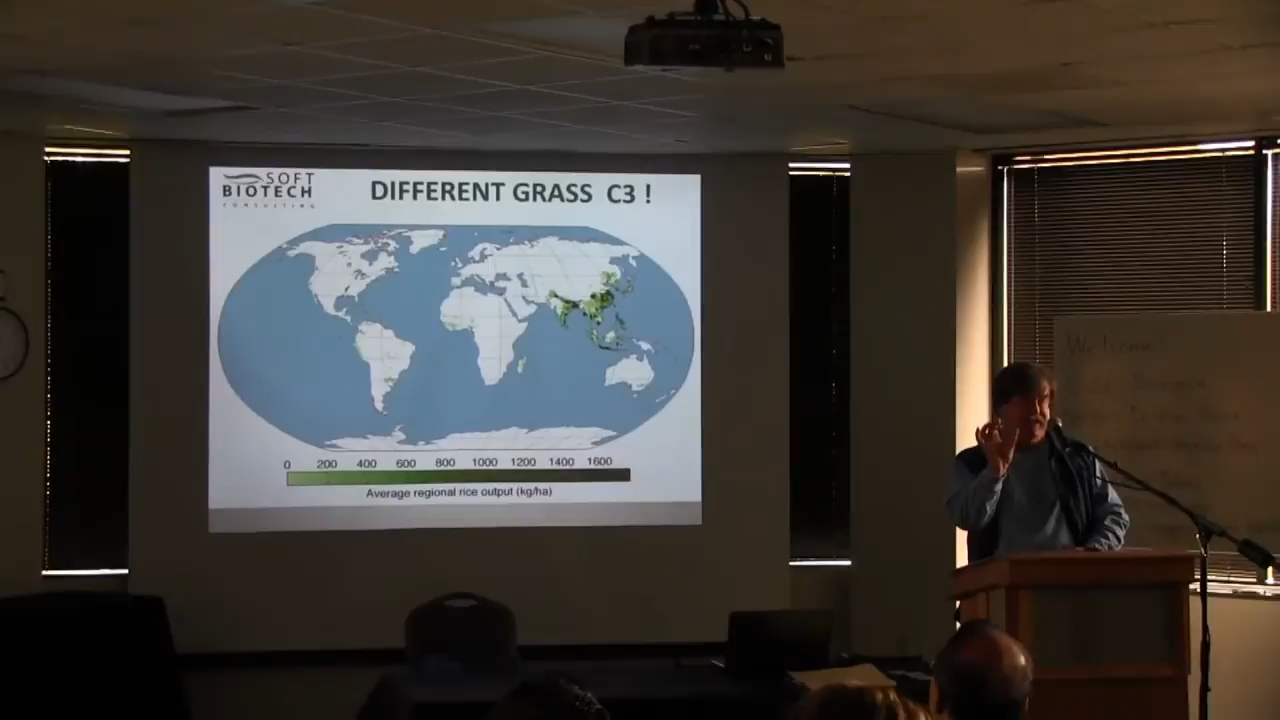 SOFT
BIOTECH
CONSULTING
DIFFERENT GRASS C3 !
0 200 400 600 800 1000 1200 1400 1600
Average regional rice output (kg/ha)
Welcome!